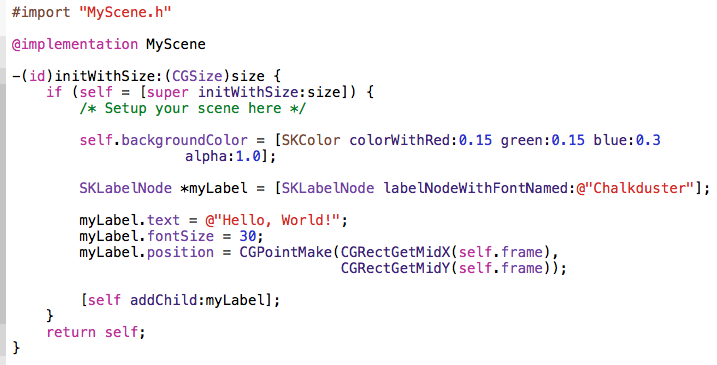 #import "MyScene.h"
@implementation MyScene
-(id)initWithSize:(CGSize)size {
if (self = [super initWithSize:size]) {
/* Setup your scene here */
self.backgroundColor = [SKColor colorWithRed:0.15 green:0.15 blue:0.3
alpha:1.0];
SKLabelNode *myLabel = [SKLabelNode labelNodeWithFontNamed:@"Chalkduster"];
myLabel.text = @"Hello, World!";
myLabel.fontSize = 30;
myLabel.position = CGPointMake(CGRectGetMidX(self.frame),
CGRectGetMidY(self.frame));
[self addChild:myLabel];
}
return self;
}